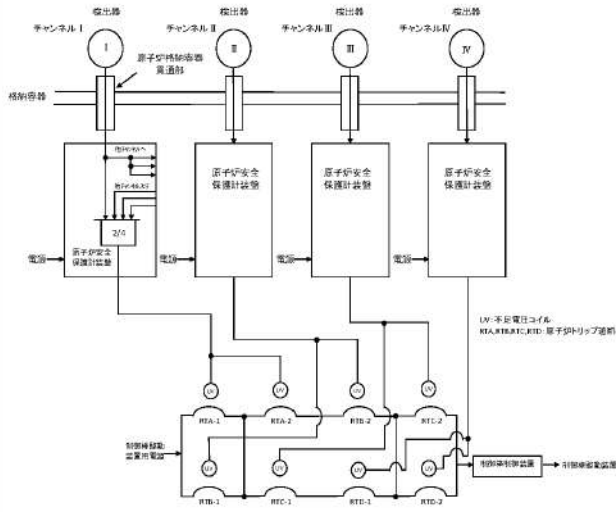 検出器 検出器 検出器 検出器
チャンネルⅠ チャンネルⅡ チャンネルⅢ チャンネルⅣ
Ⅰ Ⅱ Ⅲ Ⅳ
原子炉格納容器
貫通部
格納容器
他チャンネルへ
原子炉安全
保護計装盤
原子炉安全
保護計装盤
原子炉安全
保護計装盤
2/4
原子炉安全
保護計装盤
電源 電源 電源 電源
UV: 不足電圧コイル
RTA,RTB,RTC,RTD: 原子炉トリップ遮断
UV UV UV UV
RTA-1 RTA-2 RTB-2 RTC-2
制御棒駆動
装置用電源
UV UV UV UV
制御棒制御装置 制御棒駆動装置
RTB-1 RTC-1 RTD-1 RTD-2